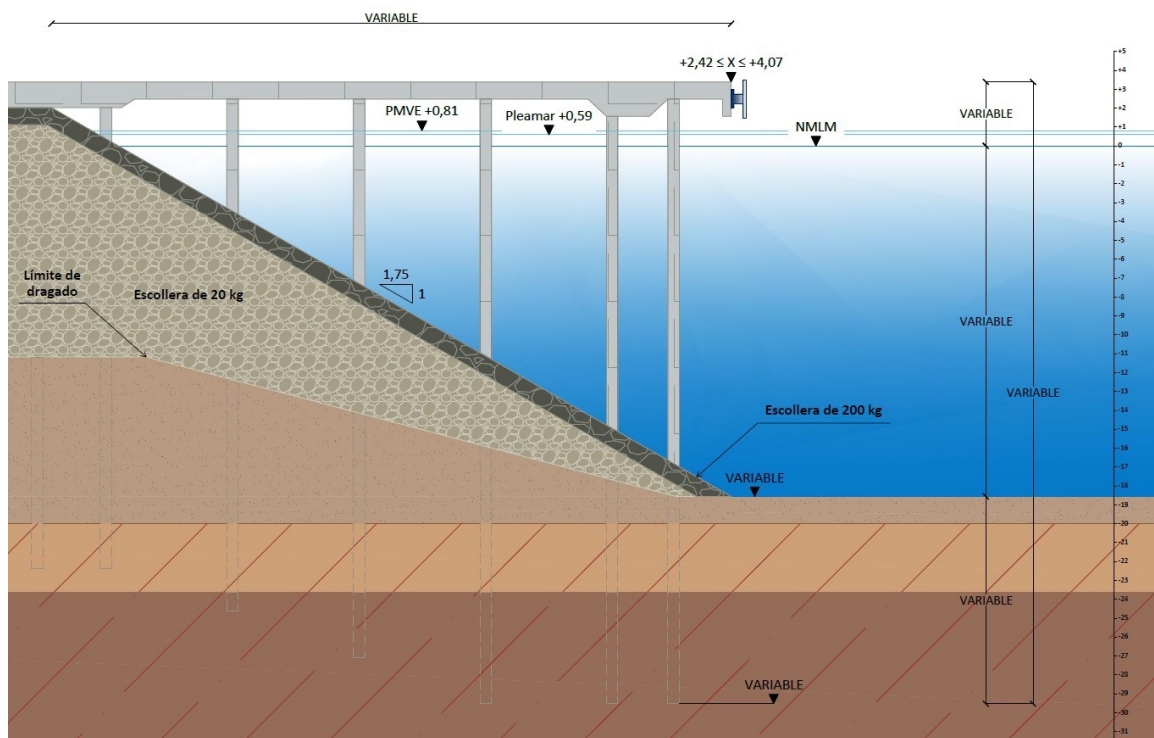 VARIABLE
+2,42 ≤ X ≤ +4,07
PMVE +0,81
Pleamar +0,59
NMLM
VARIABLE
Límite de
dragado
Escollera de 20 kg
1,75
1
VARIABLE
VARIABLE
Escollera de 200 kg
VARIABLE
VARIABLE
VARIABLE
+5
+4
+3
+2
+1
0
-1
-2
-3
-4
-5
-6
-7
-8
-9
-10
-11
-12
-13
-14
-15
-16
-17
-18
-19
-20
-21
-22
-23
-24
-25
-26
-27
-28
-29
-30
-31